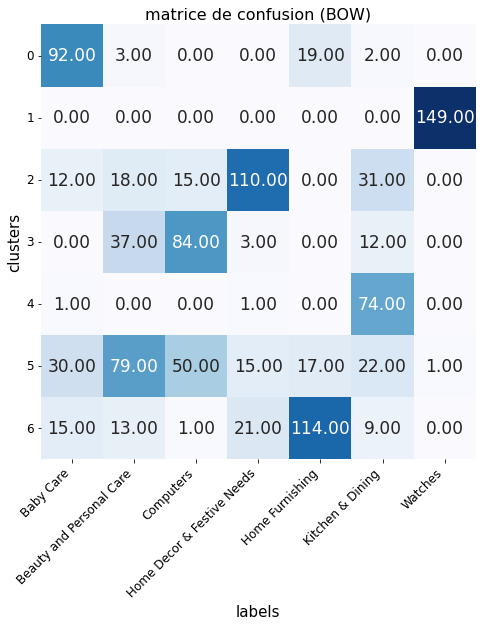 matrice de confusion (BOW)
0 92.00 3.00 0.00 0.00 19.00 2.00 0.00
1 0.00 0.00 0.00 0.00 0.00 0.00 149.00
2 12.00 18.00 15.00 110.00 0.00 31.00 0.00
3 0.00 37.00 84.00 3.00 0.00 12.00 0.00
4 1.00 0.00 0.00 1.00 0.00 74.00 0.00
5 30.00 79.00 50.00 15.00 17.00 22.00 1.00
6 15.00 13.00 1.00 21.00 114.00 9.00 0.00
clusters
Baby Care
Beauty and Personal Care
Computers
Home Decor & Festive Needs
Home Furnishing
Kitchen & Dining
Watches
labels